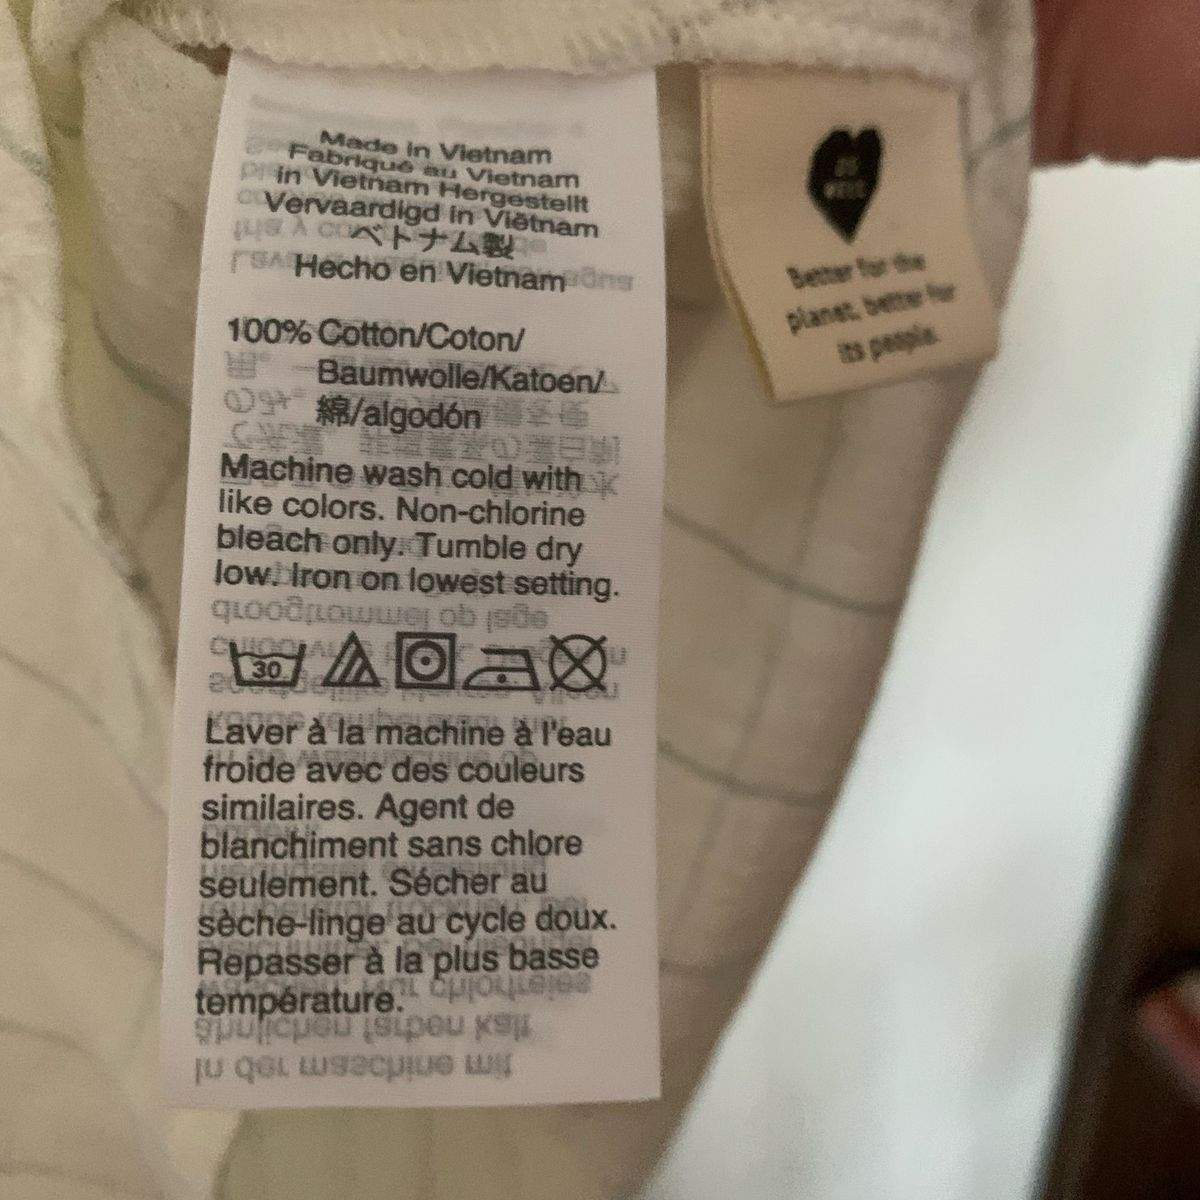 Made in Vietnam
Fabriqué au Vietnam
in Vietnam Hergestellt
Vervaardigd in Viëtnam
ベトナム製
Hecho en Vietnam
100% Cotton/Coton/
Baumwolle/Katoen/
綿/algodón
Machine wash cold with
like colors. Non-chlorine
bleach only. Tumble dry
low. Iron on lowest setting.
30
Laver à la machine à l'eau
froide avec des couleurs
similaires. Agent de
blanchiment sans chlore
seulement. Sécher au
sèche-linge au cycle doux.
Repasser à la plus basse
température.
Better for the
planet, better for
its people.